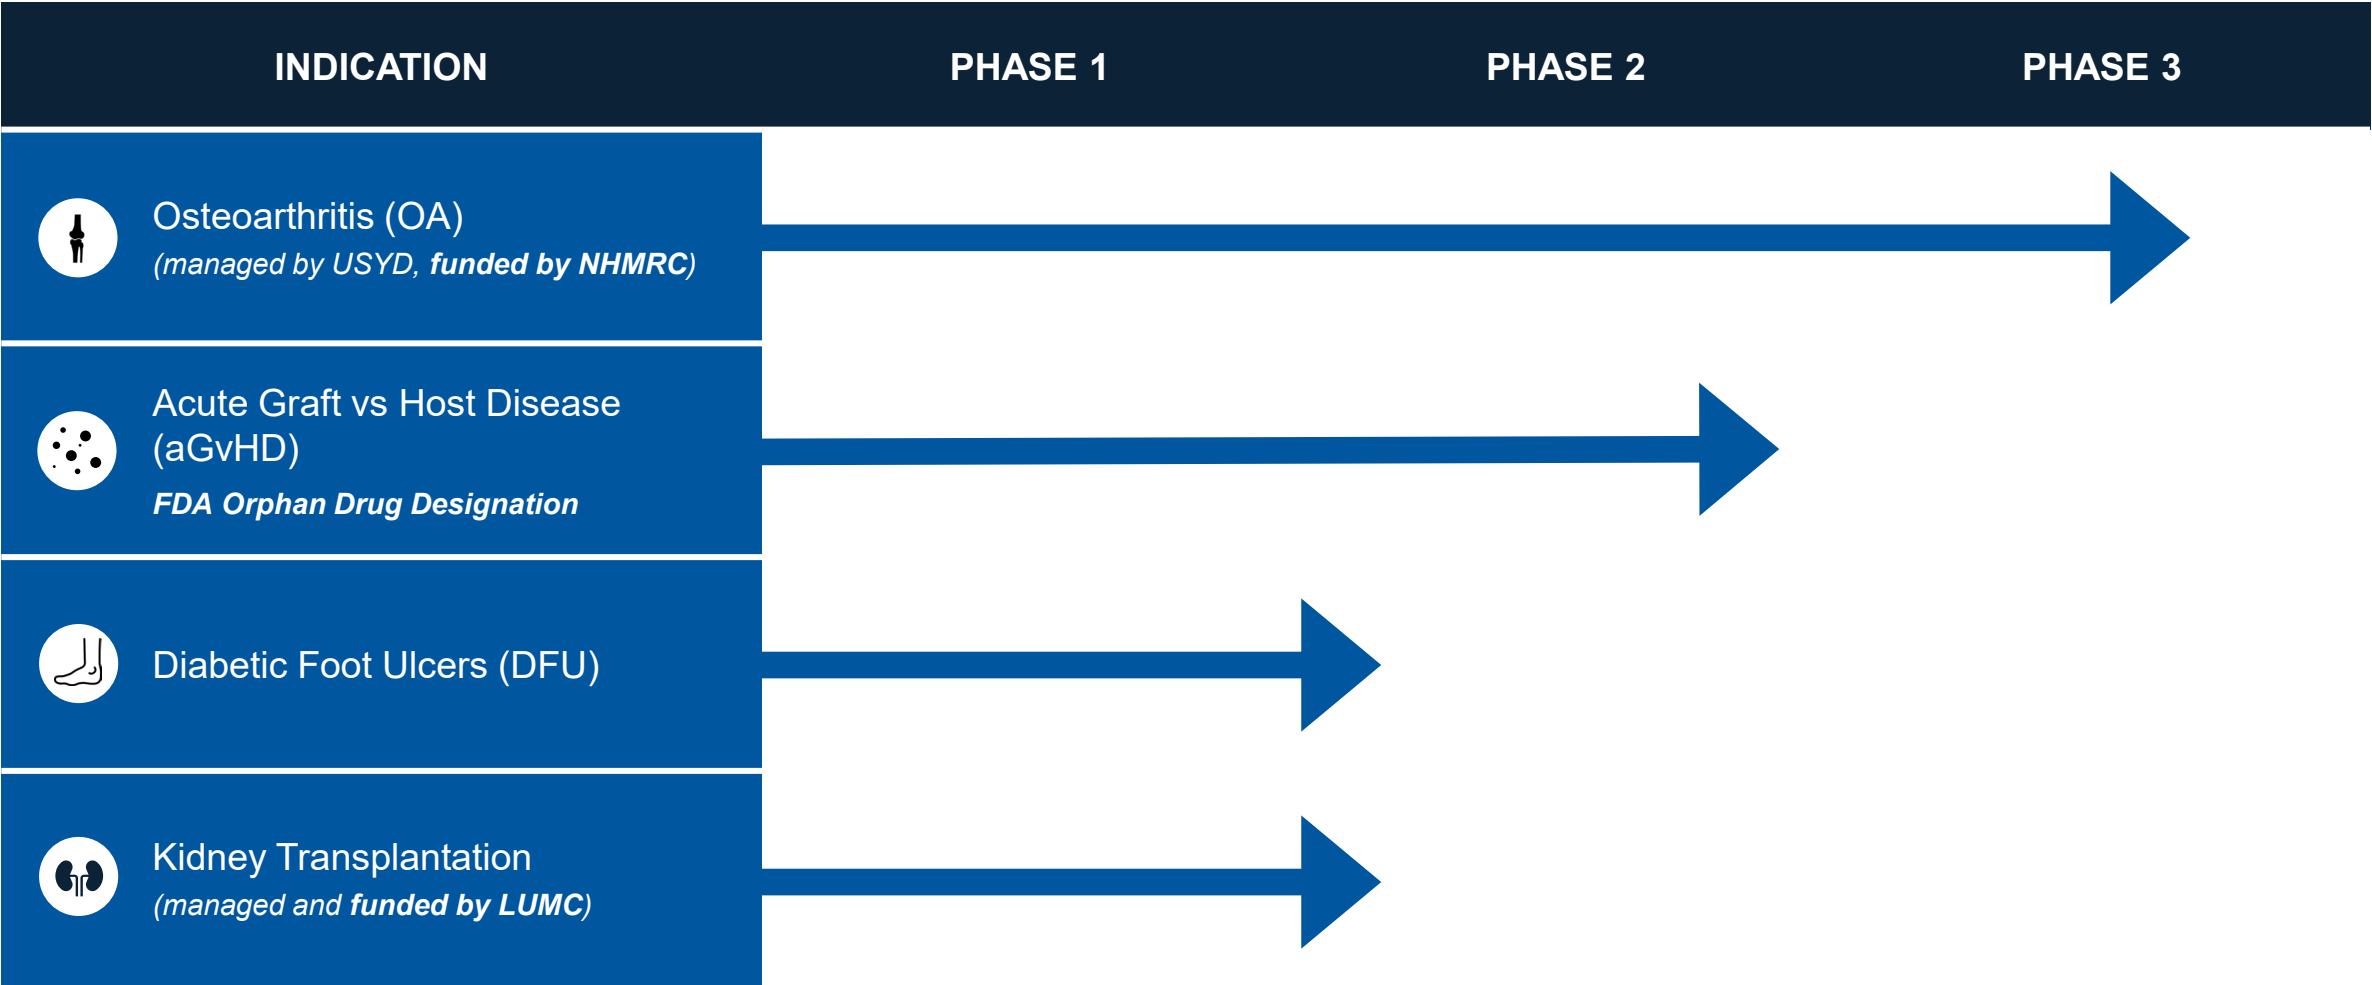 INDICATION PHASE 1 PHASE 2 PHASE 3
Osteoarthritis (OA)
(managed by USYD, funded by NHMRC)
Acute Graft vs Host Disease
(aGvHD)
FDA Orphan Drug Designation
Diabetic Foot Ulcers (DFU)
Kidney Transplantation
(managed and funded by LUMC)